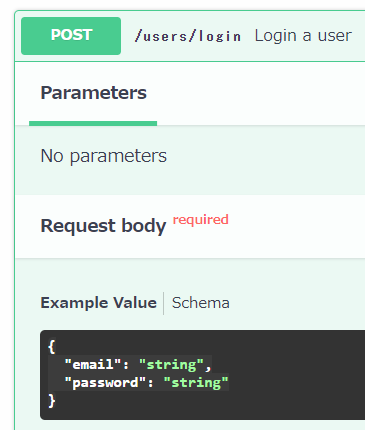 POST /users/login Login a user
Parameters
No parameters
Request body required
Example Value Schema
{
"email": "string",
"password": "string"
}